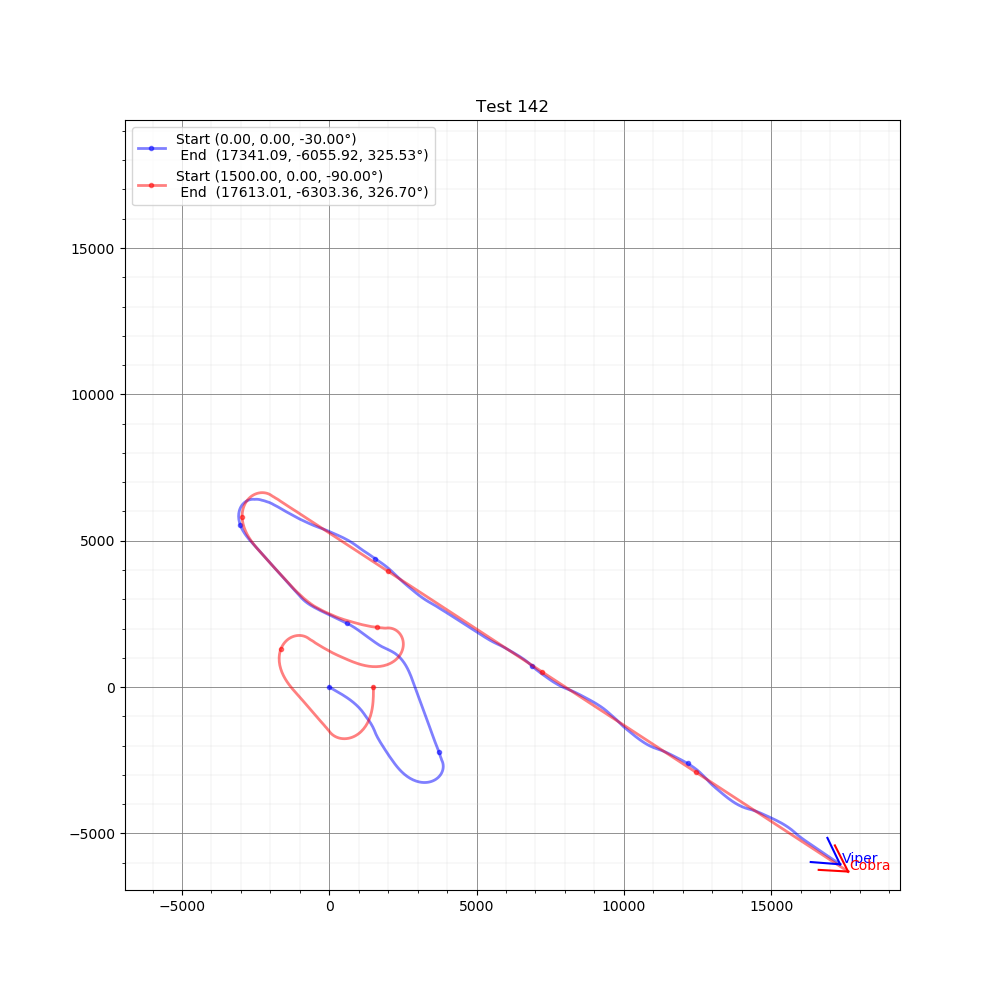 Test 142
Start (0.00, 0.00, -30.00°)
End  (17341.09, -6055.92, 325.53°)
Start (1500.00, 0.00, -90.00°)
End  (17613.01, -6303.36, 326.70°)
15000
10000
5000
0
−5000
Viper
Cobra
−5000
0
5000
10000
15000